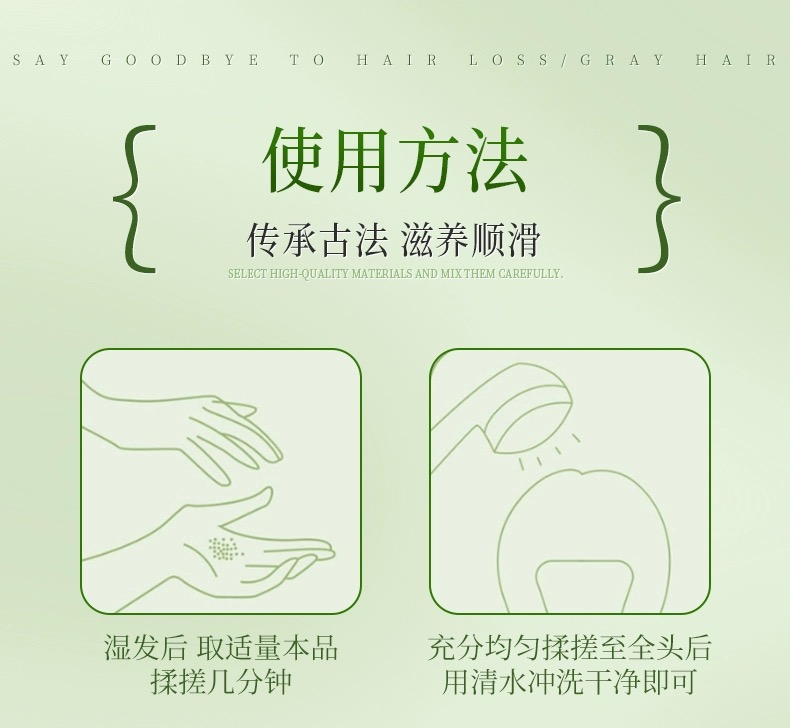 SAY GOODBYE TO HAIR LOSS/GRAY HAIR
使用方法
传承古法 滋养顺滑
SELECT HIGH-QUALITY MATERIALS AND MIX THEM CAREFULLY.
湿发后 取适量本品
揉搓几分钟
充分均匀揉搓至全头后
用清水冲洗干净即可